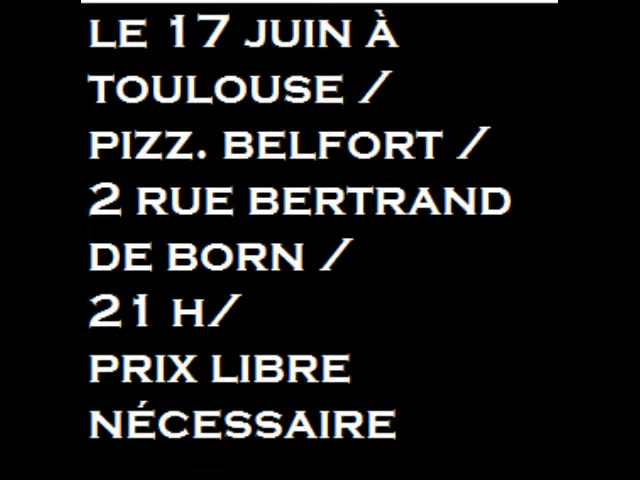 LE 17 JUIN À
TOULOUSE /
PIZZ. BELFORT /
2 RUE BERTRAND
DE BORN /
21 H/
PRIX LIBRE
NÉCESSAIRE